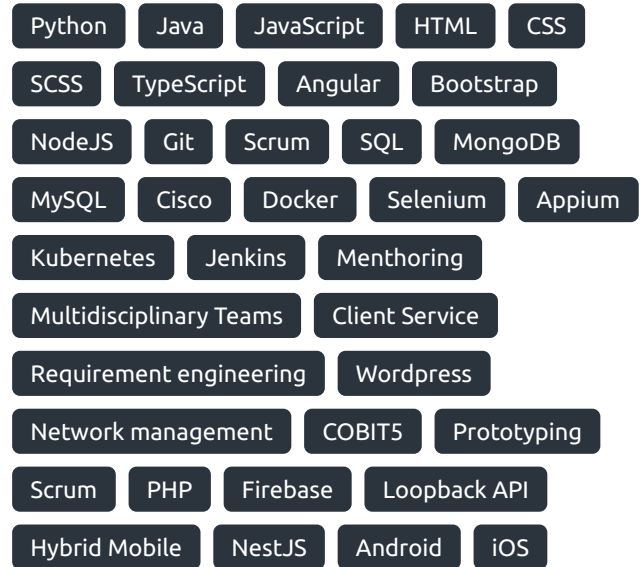 Python Java JavaScript HTML CSS
SCSS TypeScript Angular Bootstrap
NodeJS Git Scrum SQL MongoDB
MySQL Cisco Docker Selenium Appium
Kubernetes Jenkins Menthoring
Multidisciplinary Teams Client Service
Requirement engineering Wordpress
Network management COBIT5 Prototyping
Scrum PHP Firebase Loopback API
Hybrid Mobile NestJS Android iOS